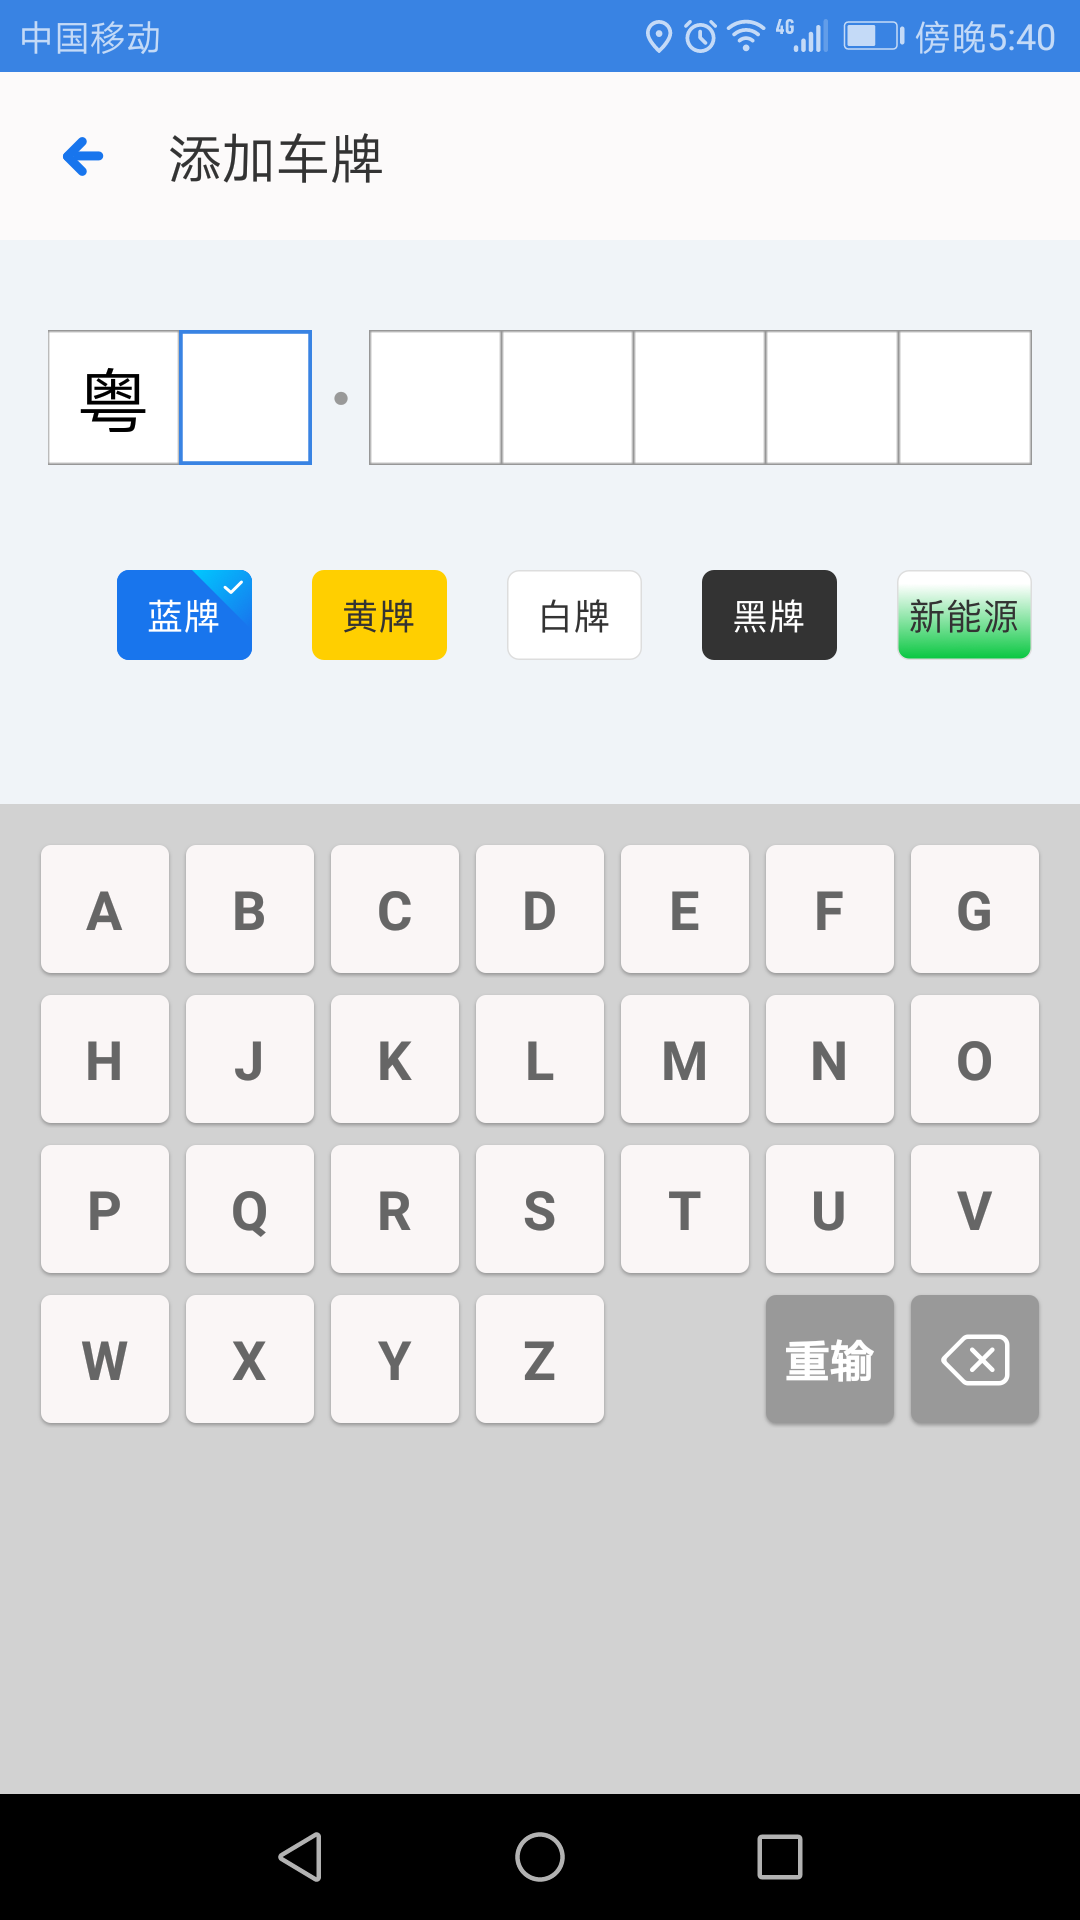 中国移动 4G 傍晚5:40
添加车牌
粤
蓝牌 黄牌 白牌 黑牌 新能源
A B C D E F G
H J K L M N O
P Q R S T U V
W X Y Z 重输